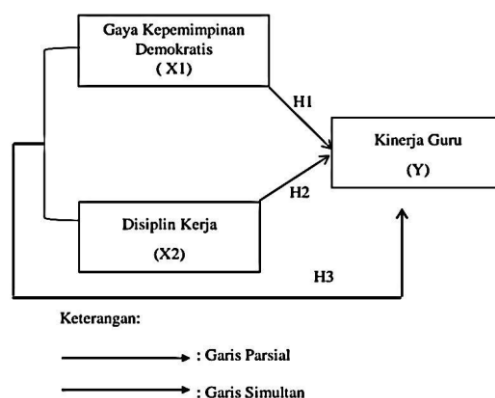 Gaya Kepemimpinan
Demokratis
( X1)
H1
Kinerja Guru
(Y)
H2
Disiplin Kerja
(X2)
H3
Keterangan:
: Garis Parsial
: Garis Simultan